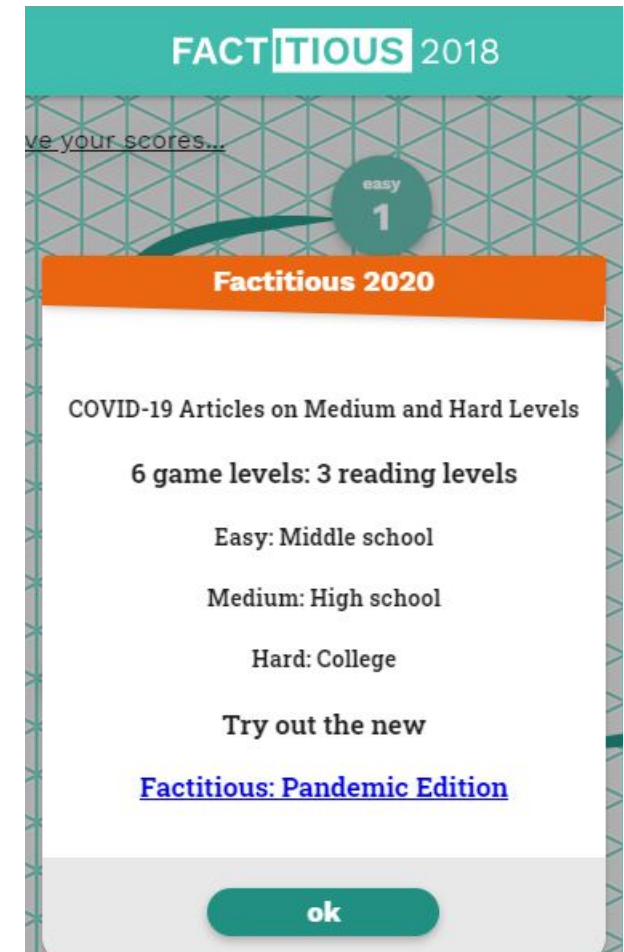 FACTITIOUS 2018
ve your scores...
easy
1
Factitious 2020
COVID-19 Articles on Medium and Hard Levels
6 game levels: 3 reading levels
Easy: Middle school
Medium: High school
Hard: College
Try out the new
Factitious: Pandemic Edition
ok